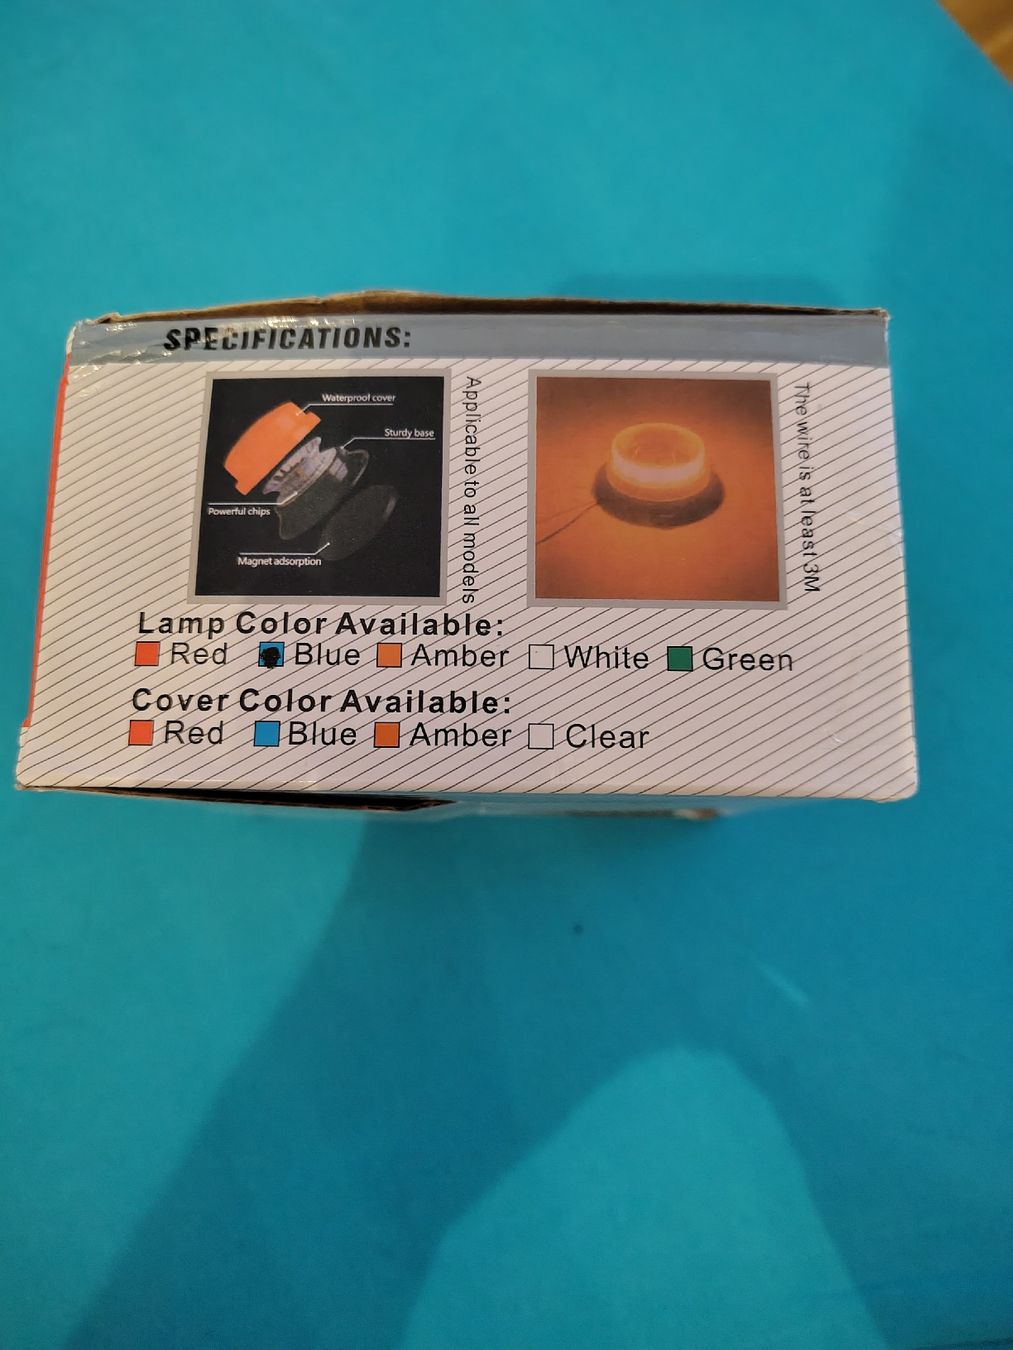 SPECIFICATIONS:
Waterproof cover
Sturdy base
Powerful chips
Magnet adsorption
Applicable to all models
The wire is at least 3M
Lamp Color Available:
Red Blue Amber White Green
Cover Color Available:
Red Blue Amber Clear